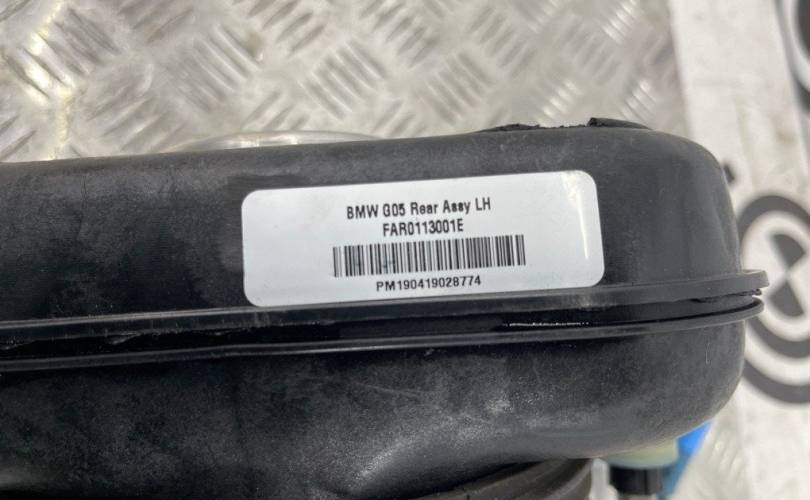 BMW G05 Rear Assy LH
FAR0113001E
PM190419028774